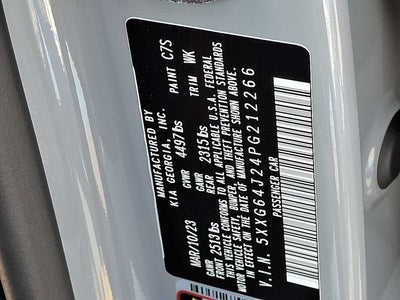 MANUFACTURED BY
KIA GEORGIA, INC. PAINT C7S
MAR/10/23 GVWR 4497lbs TRIM WK
GAWR GAWR
FRONT 2513lbs REAR 2315lbs
THIS VEHICLE CONFORMS TO ALL APPLICABLE U.S.A. FEDERAL
MOTOR VEHICLE SAFETY, BUMPER, AND THEFT PREVENTION STANDARDS IN
EFFECT ON THE DATE OF MANUFACTURE SHOWN ABOVE.
V.I.N. 5XXG64J24PG212266
PASSENGER CAR